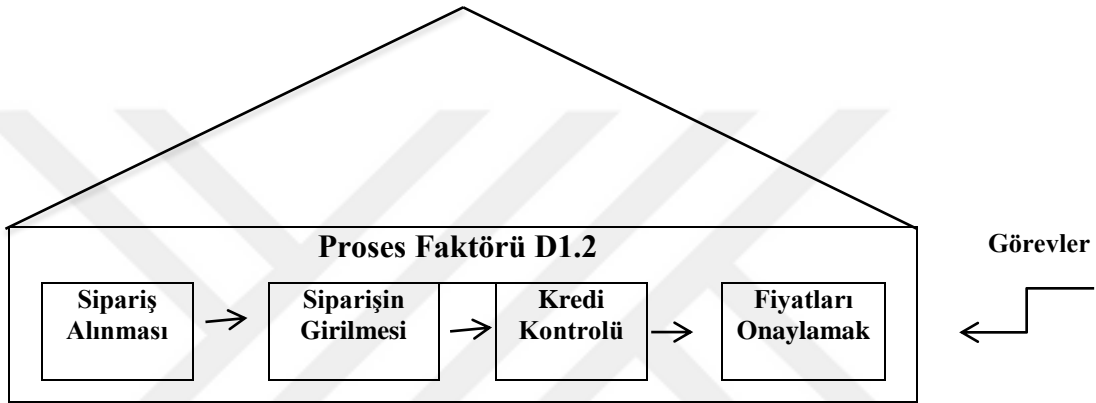 Proses Faktörü D1.2
Görevler
Sipariş
Alınması
Siparişin
Girilmesi
Kredi
Kontrolü
Fiyatları
Onaylamak